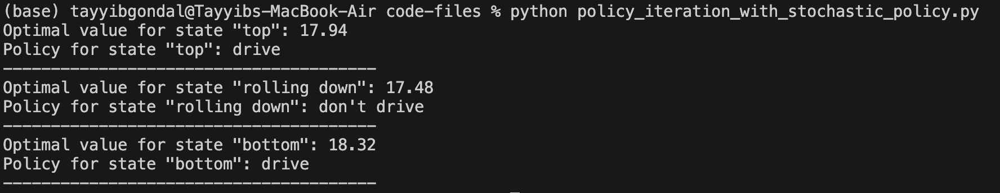 (base) tayyibgondal@Tayyibs-MacBook-Air code-files % python policy_iteration_with_stochastic_policy.py
Optimal value for state "top": 17.94
Policy for state "top": drive
---------------------------------------
Optimal value for state "rolling down": 17.48
Policy for state "rolling down": don't drive
---------------------------------------
Optimal value for state "bottom": 18.32
Policy for state "bottom": drive
---------------------------------------